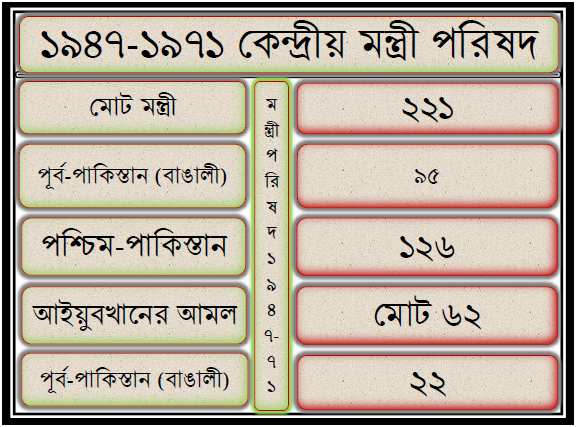 ১৯৪৭-১৯৭১ কেন্দ্রীয় মন্ত্রী পরিষদ
মোট মন্ত্রী
২২১
পূর্ব-পাকিস্তান (বাঙালী)
৯৫
পশ্চিম-পাকিস্তান
১২৬
আইয়ুবখানের আমল
মোট ৬২
পূর্ব-পাকিস্তান (বাঙালী)
২২
ম
ন্ত্রী
প
রি
ষ
দ
১
৯
৪
৭-
৭
১